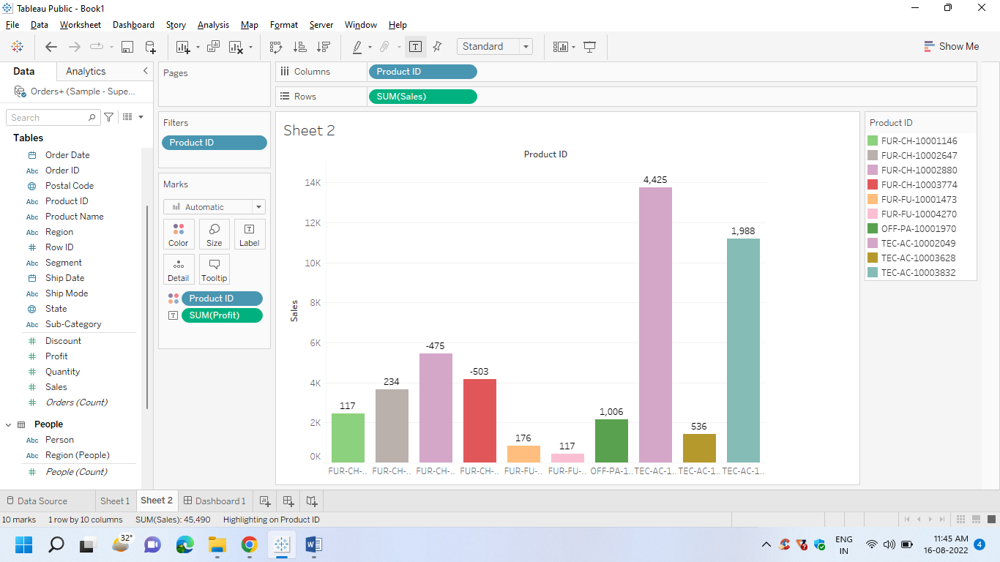 Tableau Public - Book1
File Data Worksheet Dashboard Story Analysis Map Format Server Window Help
Standard
Show Me
Data Analytics
Orders+ (Sample - Supe...
Search
Tables
Order Date
Abc Order ID
Postal Code
Abc Product ID
Abc Product Name
Abc Region
# Row ID
Abc Segment
Ship Date
Abc Ship Mode
State
Abc Sub-Category
# Discount
# Profit
# Quantity
# Sales
# Orders (Count)
People
Abc Person
Abc Region (People)
# People (Count)
Pages
Filters
Product ID
Marks
Automatic
Color Size Label
Detail Tooltip
Product ID
SUM(Profit)
Columns Product ID
Rows SUM(Sales)
Sheet 2
Product ID
Sales
14K
12K
10K
8K
6K
4K
2K
0K
117 234 -475 -503 176 117 1,006 4,425 536 1,988
FUR-CH-.. FUR-CH-.. FUR-CH-.. FUR-CH-.. FUR-FU-.. FUR-FU-.. OFF-PA-1.. TEC-AC-1.. TEC-AC-1.. TEC-AC-1..
Product ID
FUR-CH-10001146
FUR-CH-10002647
FUR-CH-10002880
FUR-CH-10003774
FUR-FU-10001473
FUR-FU-10004270
OFF-PA-10001970
TEC-AC-10002049
TEC-AC-10003628
TEC-AC-10003832
Data Source Sheet 1 Sheet 2 Dashboard 1
10 marks 1 row by 10 columns SUM(Sales): 45,490 Highlighting on Product ID
32°
ENG
IN
11:45 AM
16-08-2022
4